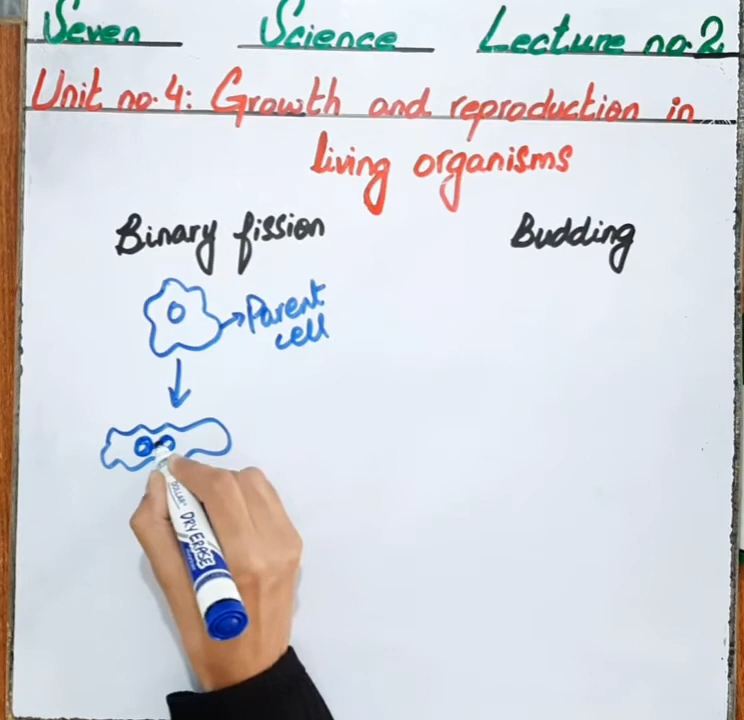 Seven Science Lecture no.2
Unit no.4: Growth and reproduction in
living organisms
Binary fission Budding
Parent
cell
DOLLAR
DRY ERASE